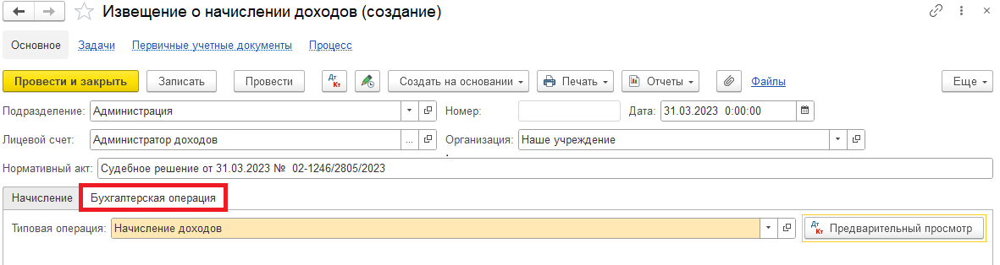 Извещение о начислении доходов (создание)
Основное Задачи Первичные учетные документы Процесс
Провести и закрыть Записать Провести Дт Кт Создать на основании Печать Отчеты Файлы Еще
Подразделение: Администрация Номер: Дата: 31.03.2023 0:00:00
Лицевой счет: Администратор доходов ... Организация: Наше учреждение
Нормативный акт: Судебное решение от 31.03.2023 № 02-1246/2805/2023
Начисление Бухгалтерская операция
Типовая операция: Начисление доходов Дт Кт Предварительный просмотр